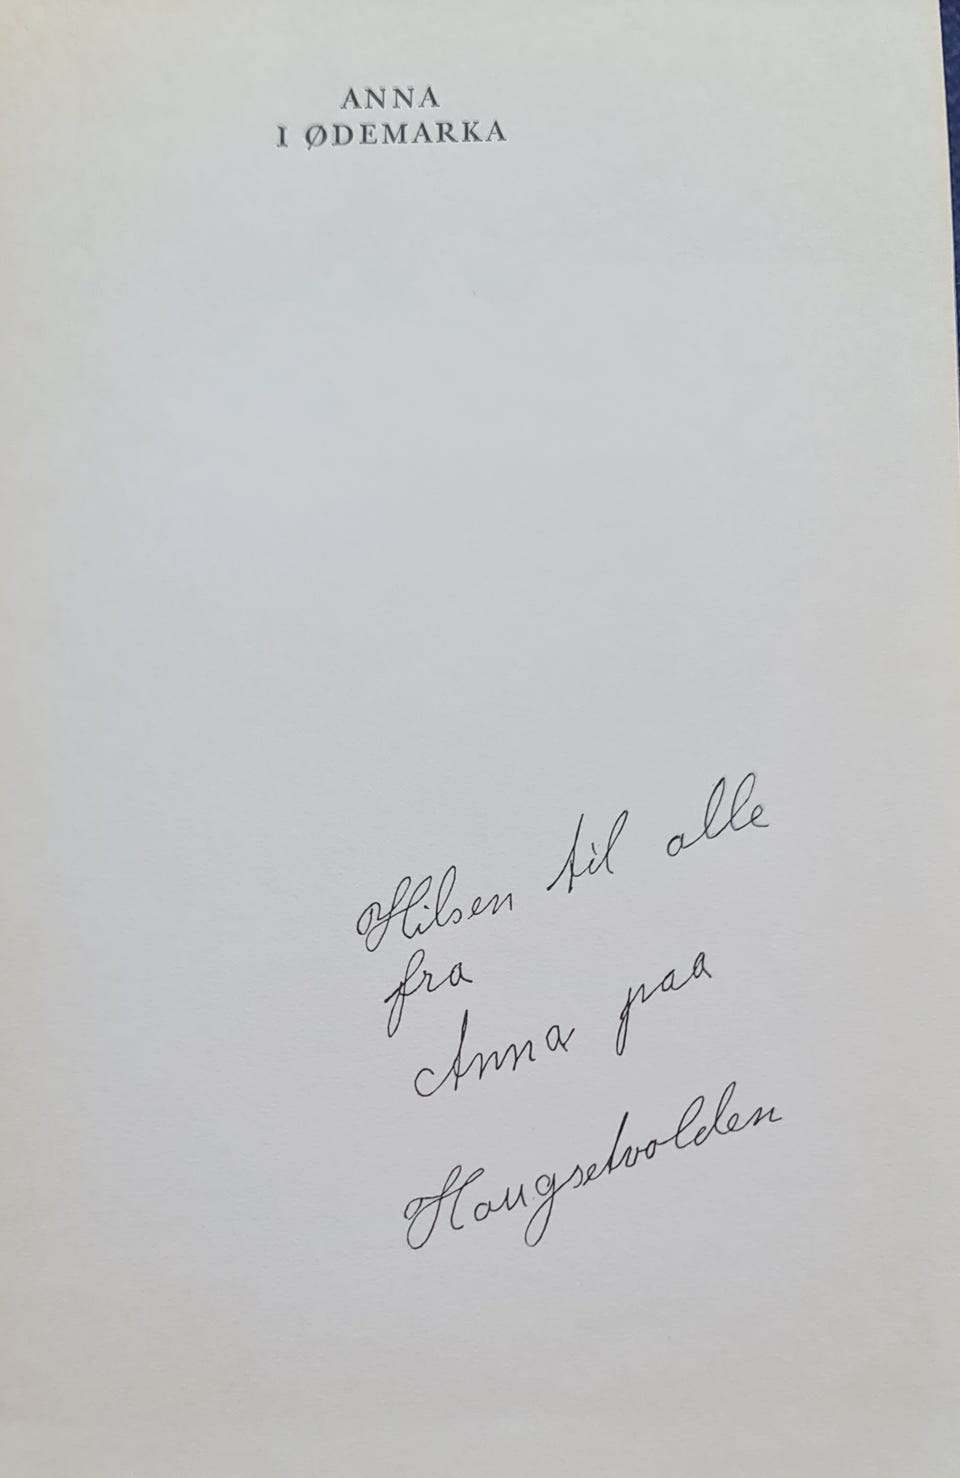 ANNA
I ØDEMARKA
Hilsen til alle
fra
Anna paa
Haugsetvolden